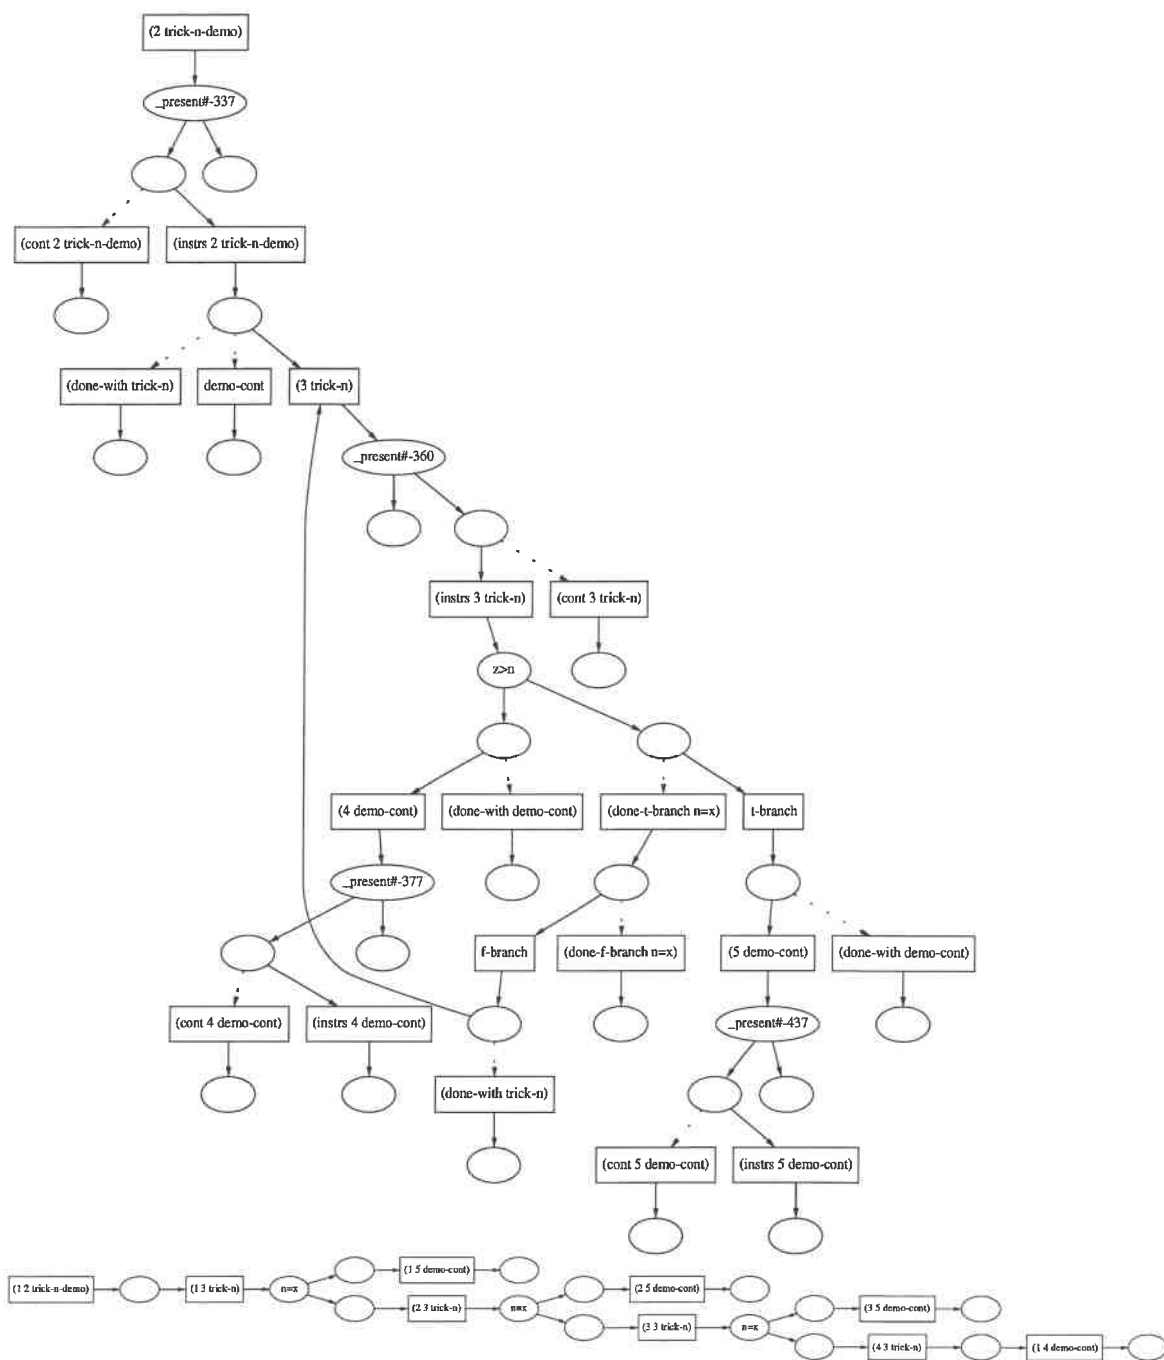 (2 trick-n-demo)
_present#-337
(cont 2 trick-n-demo) (instrs 2 trick-n-demo)
(done-with trick-n) demo-cont (3 trick-n)
_present#-360
(instrs 3 trick-n) (cont 3 trick-n)
z>n
(4 demo-cont) (done-with demo-cont) (done-t-branch n=x) t-branch
_present#-377
f-branch (done-f-branch n=x) (5 demo-cont) (done-with demo-cont)
(cont 4 demo-cont) (instrs 4 demo-cont) _present#-437
(done-with trick-n)
(cont 5 demo-cont) (instrs 5 demo-cont)
(1 5 demo-cont)
(1 2 trick-n-demo) (1 3 trick-n) n=x (2 5 demo-cont)
(2 3 trick-n) n=x (3 5 demo-cont)
(3 3 trick-n) n=x
(4 3 trick-n) (1 4 demo-cont)